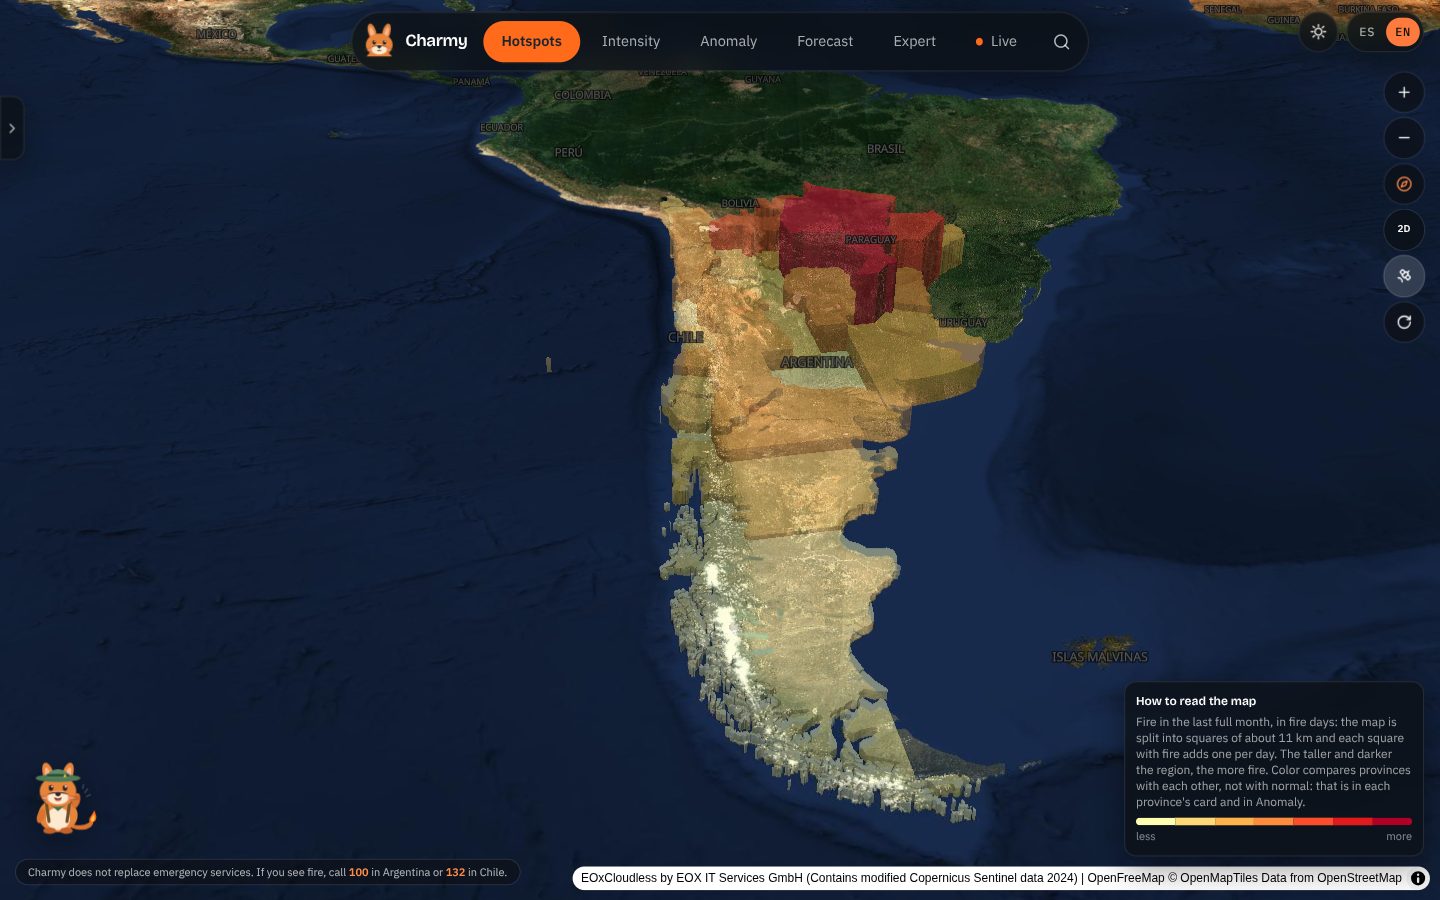 MÉXICO
GUATE
PANAMÁ
VENEZUELA
GUYANA
COLOMBIA
ECUADOR
PERÚ
BRASIL
BOLIVIA
PARAGUAY
CHILE
ARGENTINA
URUGUAY
ISLAS MALVINAS
SENEGAL
GUINEA
BURKINA FASO
Charmy
Hotspots
Intensity
Anomaly
Forecast
Expert
Live
ES
EN
2D
How to read the map
Fire in the last full month, in fire days: the map is
split into squares of about 11 km and each square
with fire adds one per day. The taller and darker
the region, the more fire. Color compares provinces
with each other, not with normal: that is in each
province's card and in Anomaly.
less
more
Charmy does not replace emergency services. If you see fire, call 100 in Argentina or 132 in Chile.
EOxCloudless by EOX IT Services GmbH (Contains modified Copernicus Sentinel data 2024) | OpenFreeMap © OpenMapTiles Data from OpenStreetMap